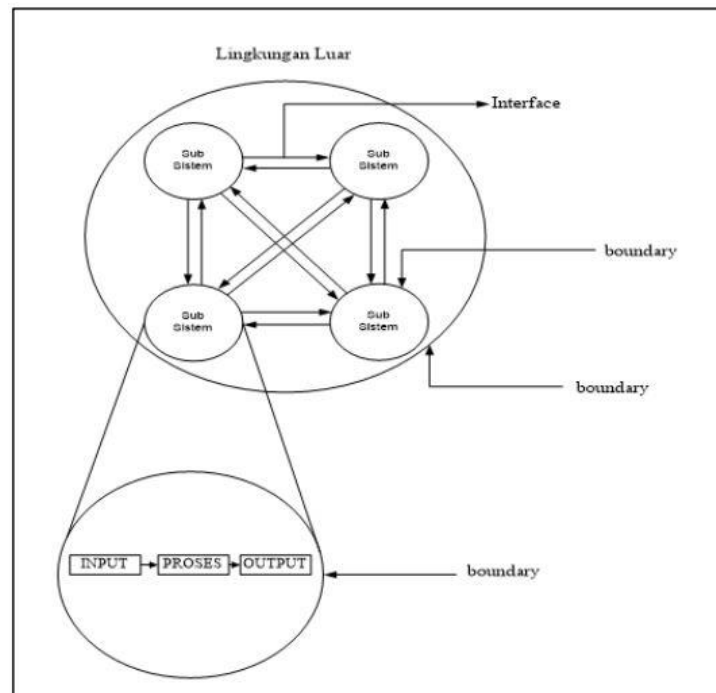 Lingkungan Luar
Interface
Sub
Sistem
Sub
Sistem
boundary
Sub
Sistem
Sub
Sistem
boundary
INPUT
PROSES
OUTPUT
boundary